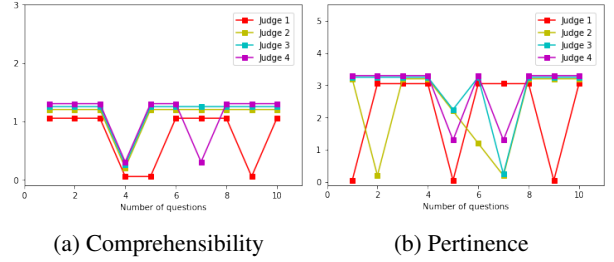 3
1
0
0 2 4 6 8 10
Number of questions
Judge 1
Judge 2
Judge 3
Judge 4
(a) Comprehensibility
5
4
3
2
1
0
0 2 4 6 8 10
Number of questions
Judge 1
Judge 2
Judge 3
Judge 4
(b) Pertinence